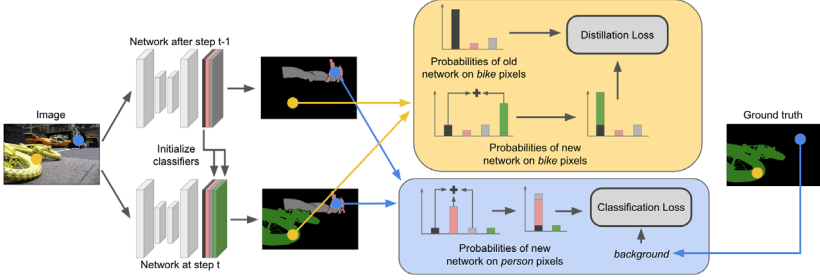 Network after step t-1
Image
Initialize
classifiers
Network at step t
Probabilities of old
network on bike pixels
Distillation Loss
Probabilities of new
network on bike pixels
Ground truth
Classification Loss
Probabilities of new
network on person pixels
background